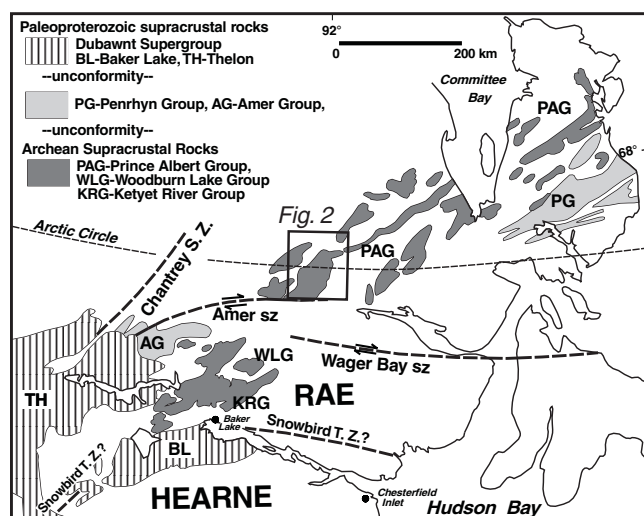 Paleoproterozoic supracrustal rocks
Dubawnt Supergroup
BL-Baker Lake, TH-Thelon
--unconformity--
PG-Penrhyn Group, AG-Amer Group,
--unconformity--
Archean Supracrustal Rocks
PAG-Prince Albert Group,
WLG-Woodburn Lake Group
KRG-Ketyet River Group
92°
0 200 km
Committee
Bay
PAG
68°
PG
Fig. 2
Arctic Circle
Chantrey S. Z.
PAG
Amer sz
AG
WLG
Wager Bay sz
TH
RAE
KRG
Baker
Lake
Snowbird T. Z.?
BL
Snowbird T. Z.?
HEARNE
Chesterfield
Inlet
Hudson Bay